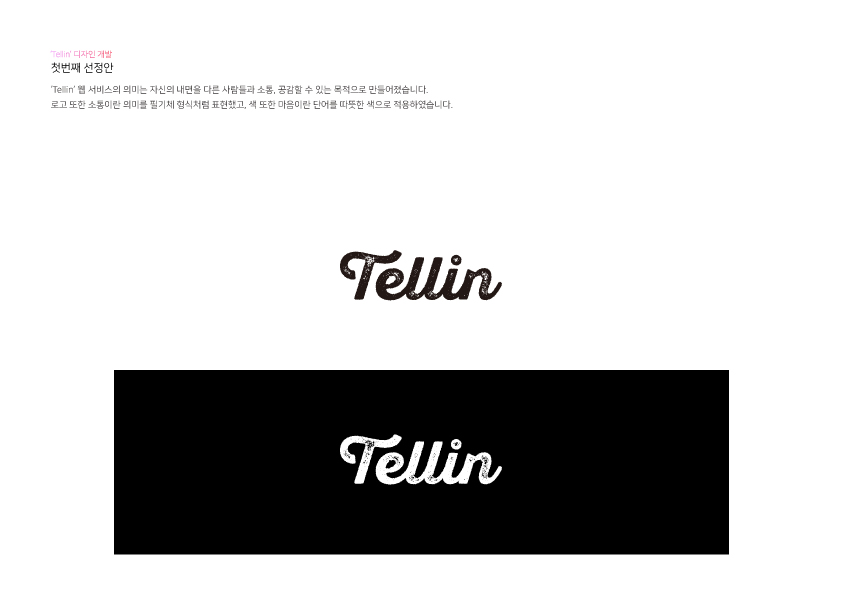 'Tellin' 디자인 개발
첫번째 선정안
'Tellin' 웹 서비스의 의미는 자신의 내면을 다른 사람들과 소통, 공감할 수 있는 목적으로 만들어졌습니다.
로고 또한 소통이란 의미를 필기체 형식처럼 표현했고, 색 또한 마음이란 단어를 따뜻한 색으로 적용하였습니다.
Tellin
Tellin